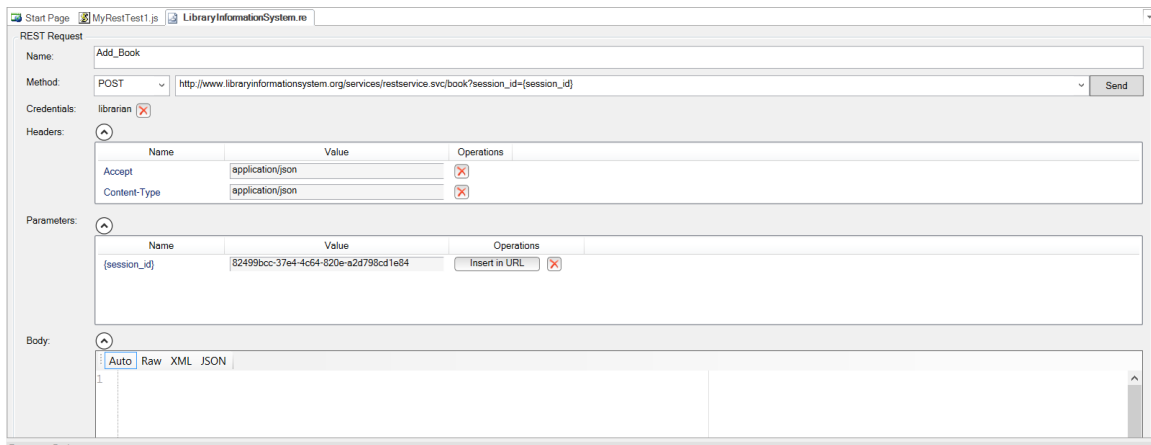 Start Page MyRestTest1.js LibraryInformationSystem.re
REST Request
Name: Add_Book
Method: POST http://www.libraryinformationsystem.org/services/restservice.svc/book?session_id={session_id} Send
Credentials: librarian
Headers:
Name Value Operations
Accept application/json
Content-Type application/json
Parameters:
Name Value Operations
{session_id} 82499bcc-37e4-4c64-820e-a2d798cd1e84 Insert in URL
Body:
Auto Raw XML JSON
1